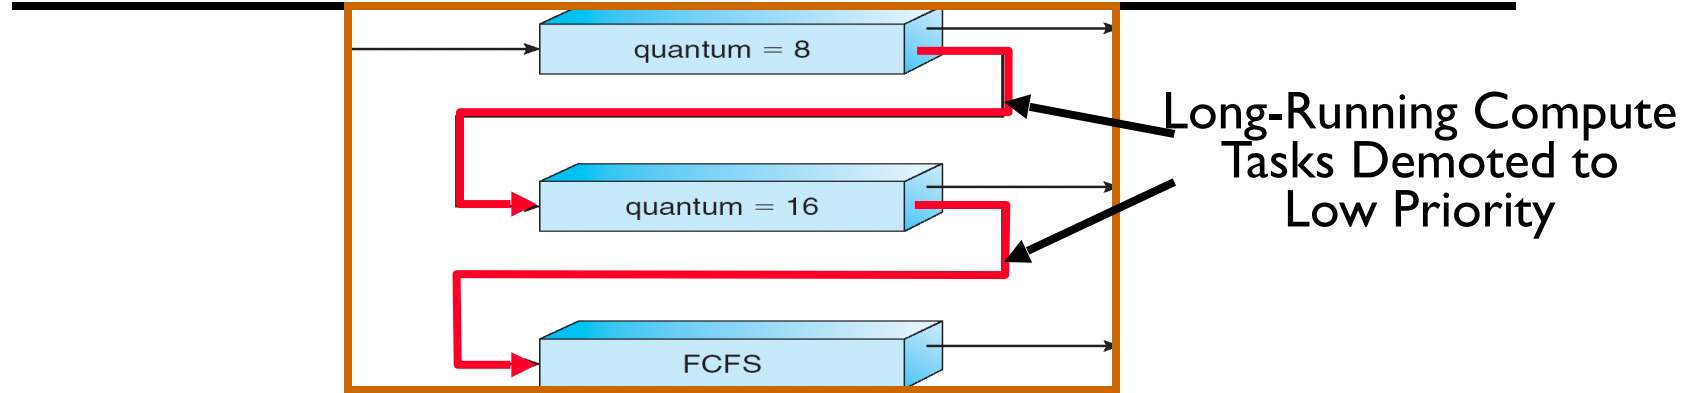 quantum = 8
Long-Running Compute
Tasks Demoted to
Low Priority
quantum = 16
FCFS